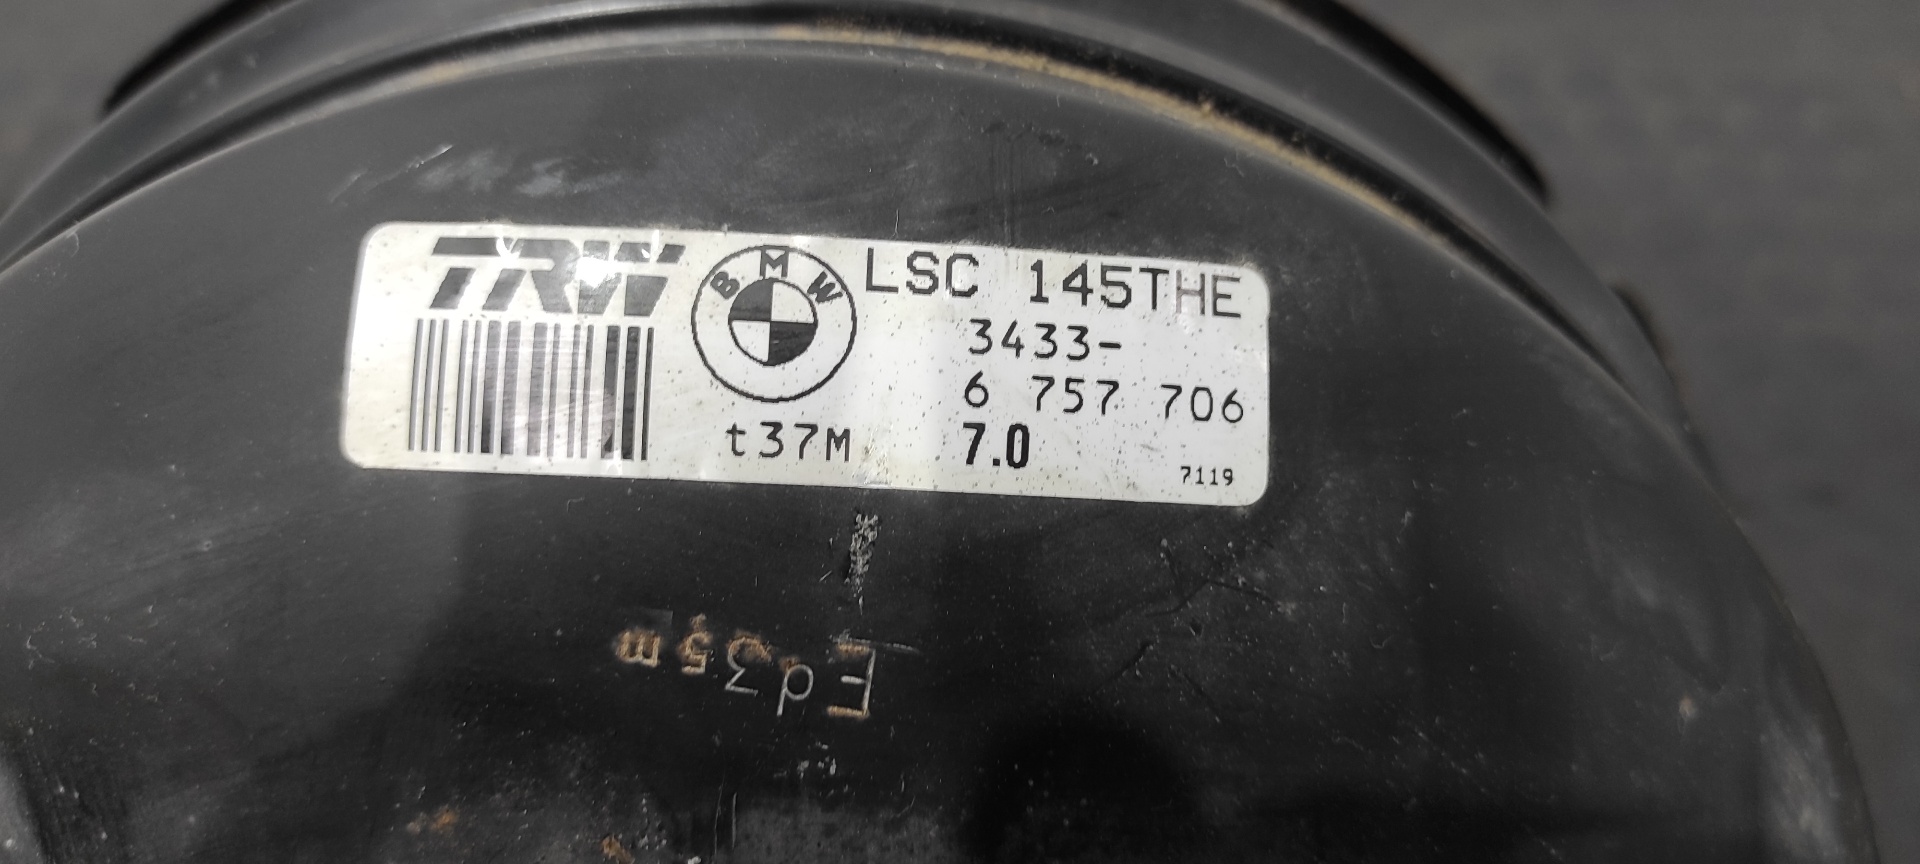 TRW
BMW
LSC 145THE
3433-
6 757 706
t37M 7.0
7119
Ed35m